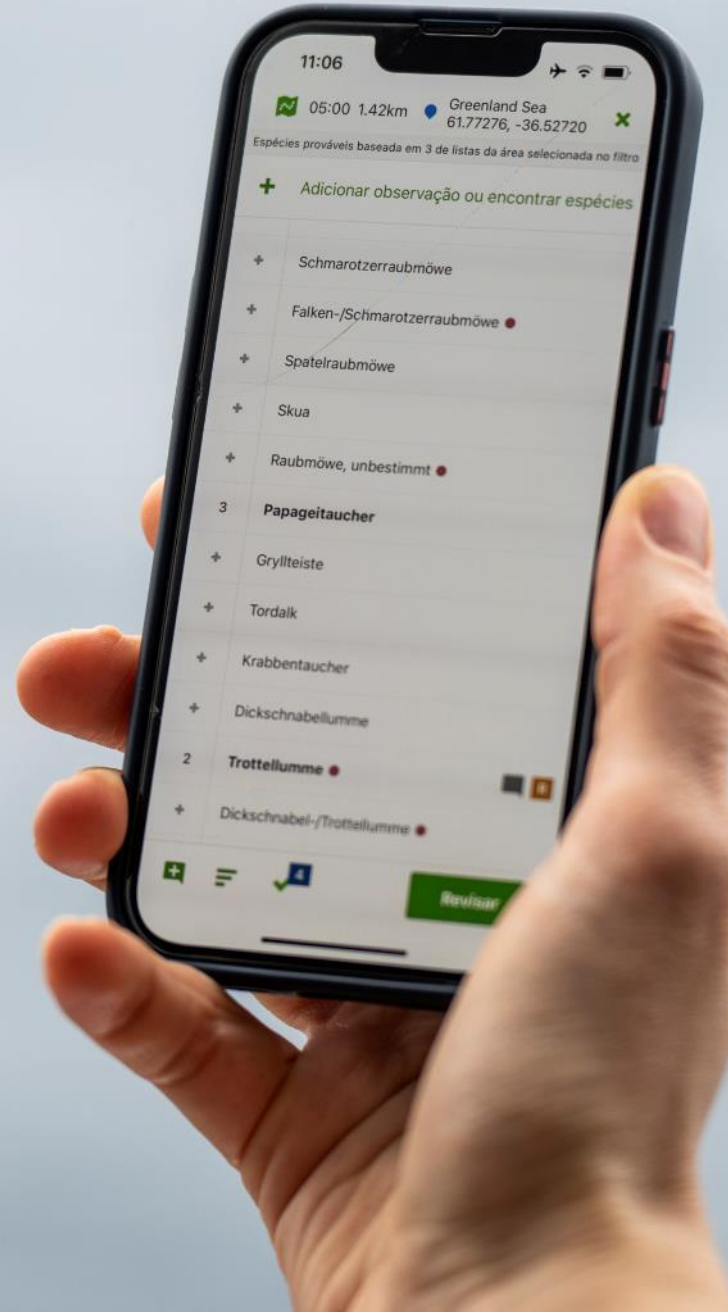 11:06
05:00 1.42km Greenland Sea
61.77276, -36.52720
Espécies prováveis baseada em 3 de listas da área selecionada no filtro
+ Adicionar observação ou encontrar espécies
+ Schmarotzerraubmöwe
+ Falken-/Schmarotzerraubmöwe
+ Spatelraubmöwe
+ Skua
+ Raubmöwe, unbestimmt
3 Papageitaucher
+ Gryllteiste
+ Tordalk
+ Krabbentaucher
+ Dickschnabellumme
2 Trottellumme
+ Dickschnabel-/Trottellumme
4 Revisar